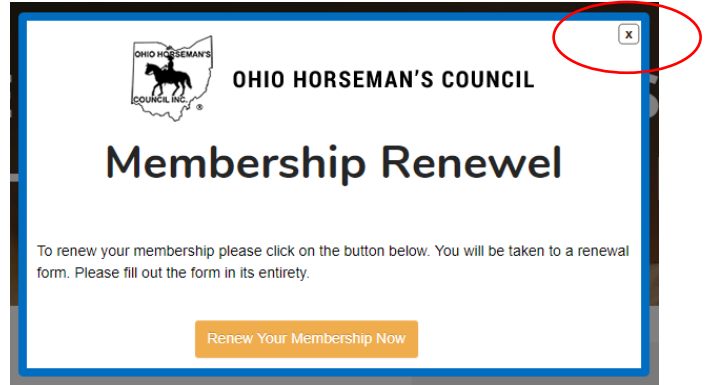 x
OHIO HORSEMAN'S
COUNCIL INC. ®
OHIO HORSEMAN'S COUNCIL
Membership Renewel
To renew your membership please click on the button below. You will be taken to a renewal
form. Please fill out the form in its entirety.
Renew Your Membership Now